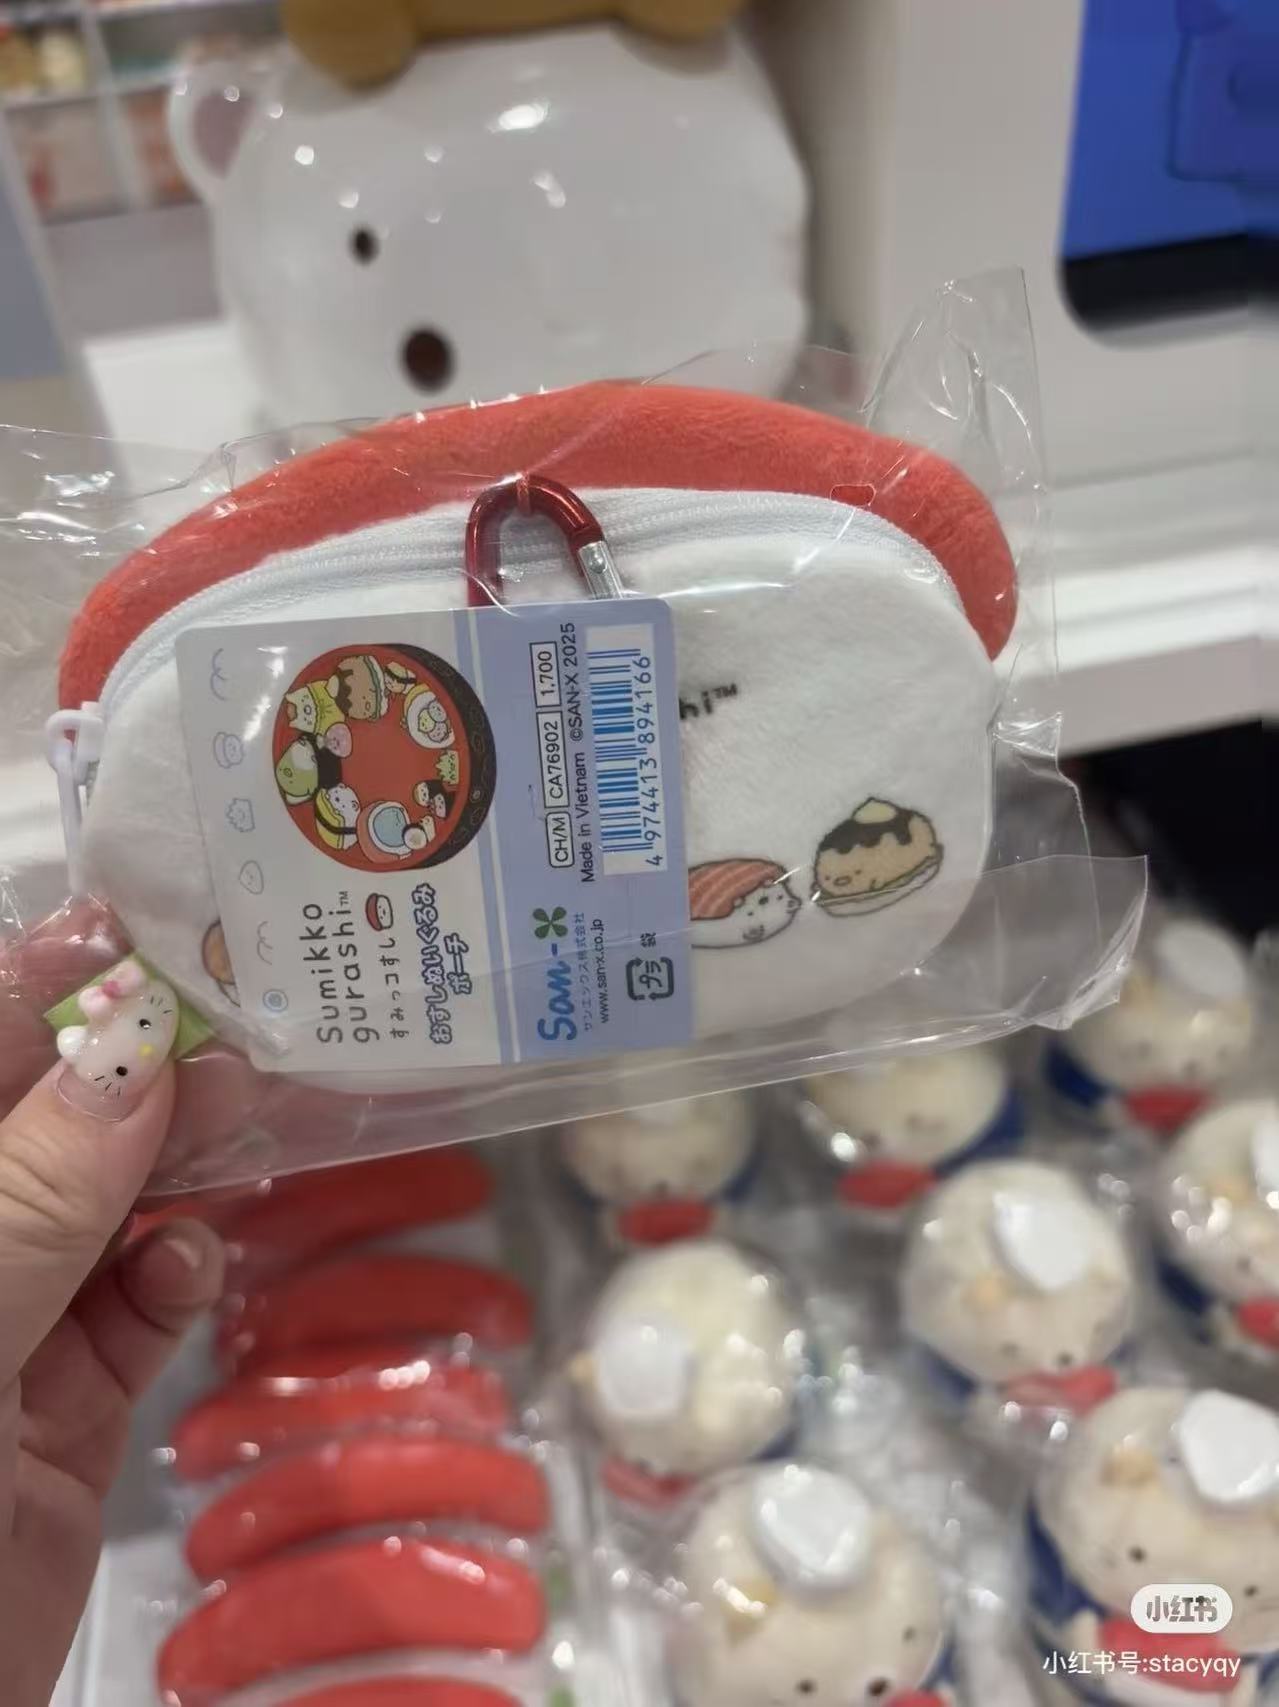 Sumikko
gurashi™
すみっコすし
おすしぬいぐるみ
ポーチ
San-X
サンエックス株式会社
www.san-x.co.jp
プラ
袋
CH/M CA76902 1,700
Made in Vietnam ©SAN-X 2025
4 974413 894166
小红书
小红书号:stacyqy